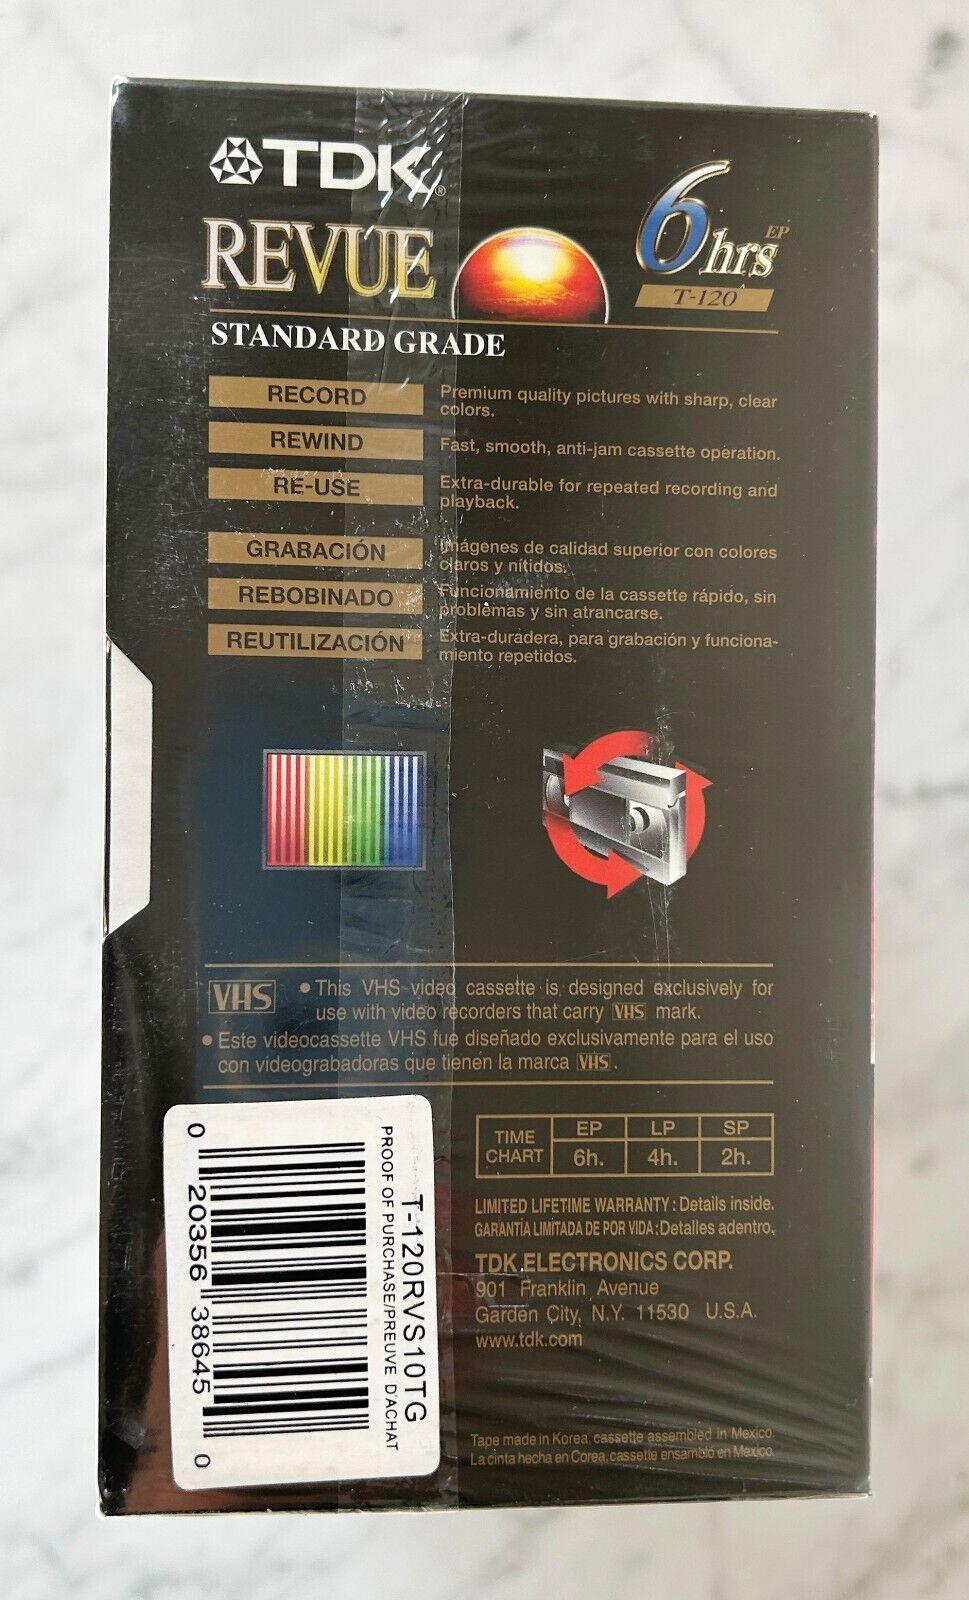 TDK®
REVUE
6hrs EP
T-120
STANDARD GRADE
RECORD
Premium quality pictures with sharp, clear
colors.
REWIND
Fast, smooth, anti-jam cassette operation.
RE-USE
Extra-durable for repeated recording and
playback.
GRABACIÓN
Imágenes de calidad superior con colores
claros y nítidos.
REBOBINADO
Funcionamiento de la cassette rápido, sin
problemas y sin atrancarse.
REUTILIZACIÓN
Extra-duradera, para grabación y funciona-
miento repetidos.
VHS
• This VHS video cassette is designed exclusively for
use with video recorders that carry VHS mark.
• Este videocassette VHS fue diseñado exclusivamente para el uso
con videograbadoras que tienen la marca VHS.
TIME
CHART
EP LP SP
6h. 4h. 2h.
LIMITED LIFETIME WARRANTY : Details inside.
GARANTÍA LIMITADA DE POR VIDA: Detalles adentro.
TDK ELECTRONICS CORP.
901 Franklin Avenue
Garden City, N.Y. 11530 U.S.A.
www.tdk.com
Tape made in Korea, cassette assembled in Mexico.
La cinta hecha en Corea, cassette ensambló en Mexico.
T-120RVS10TG
PROOF OF PURCHASE/PREUVE D'ACHAT
0 20356 38645 0